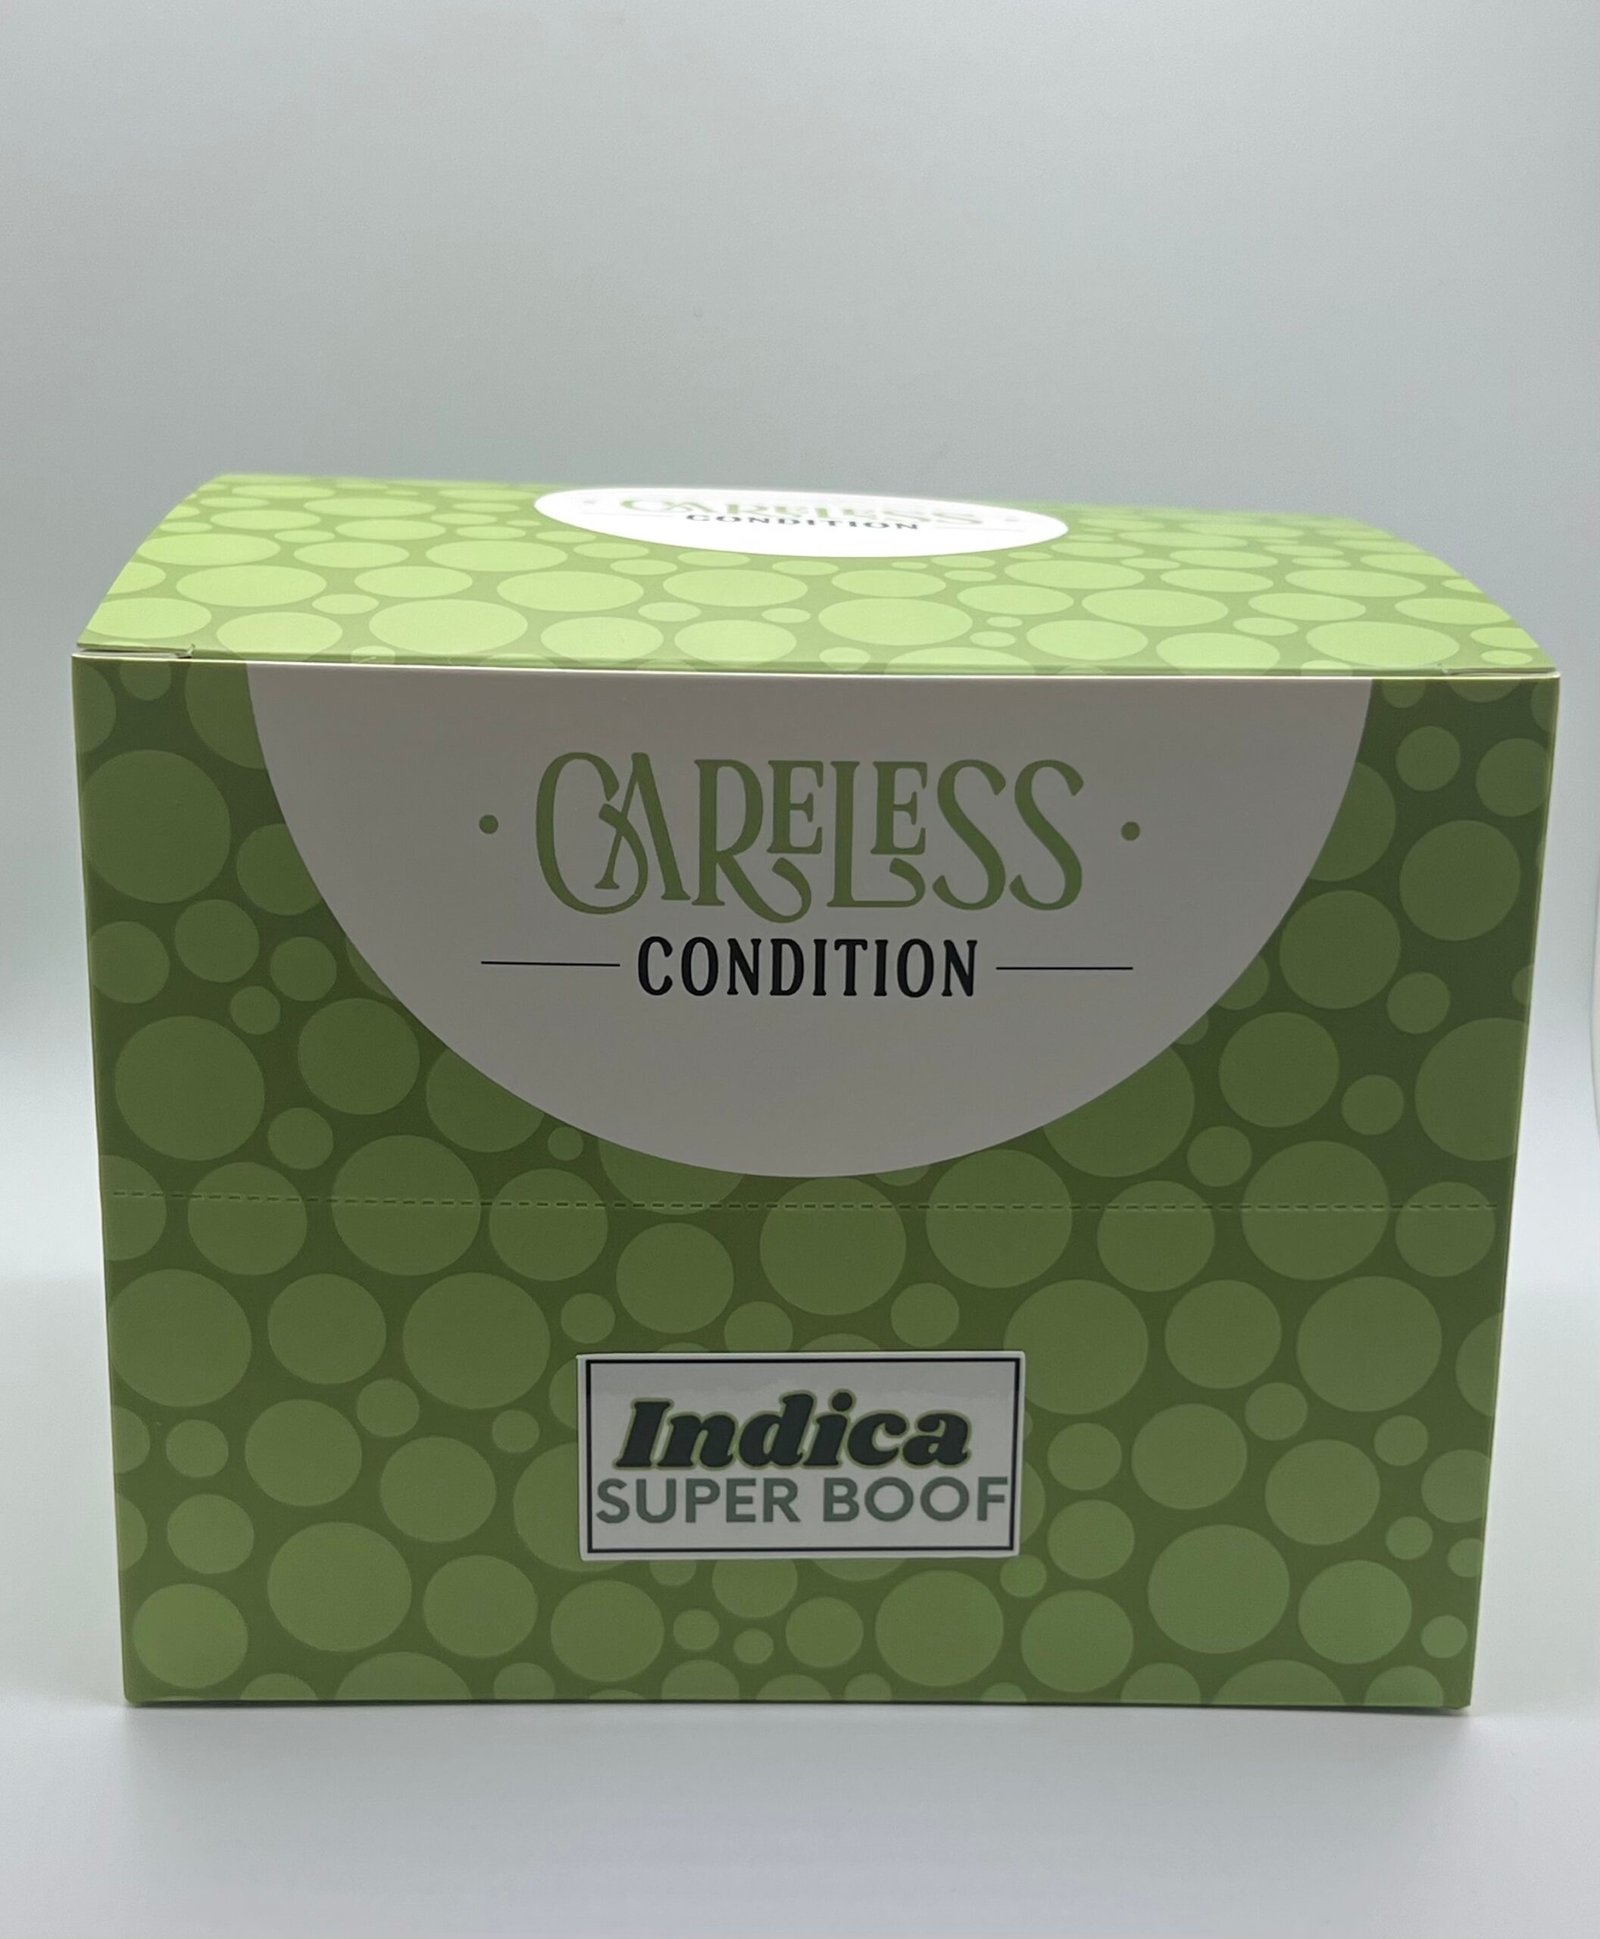 CARELESS
CONDITION
• CARELESS •
CONDITION
Indica
SUPER BOOF